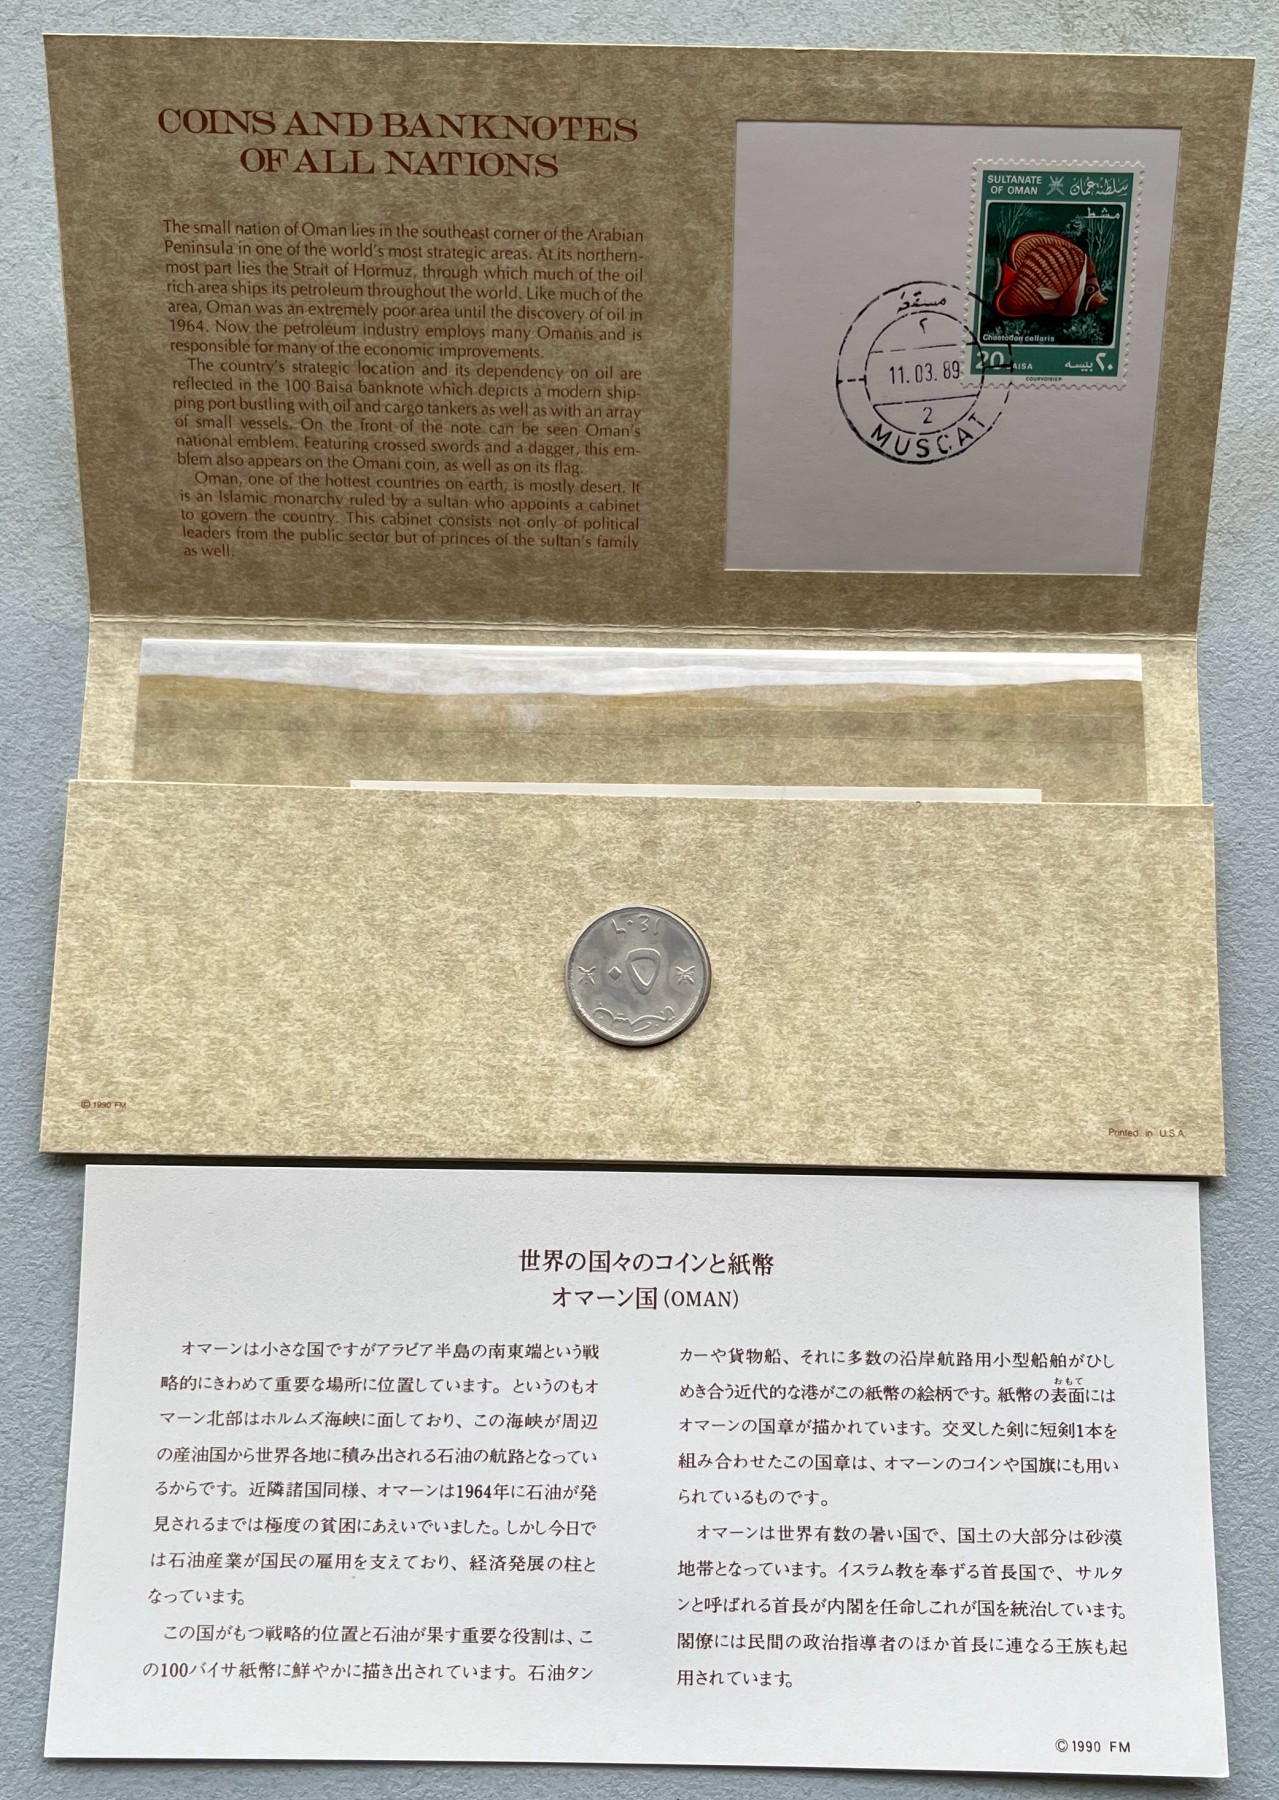 COINS AND BANKNOTES
OF ALL NATIONS
The small nation of Oman lies in the southeast corner of the Arabian
Peninsula in one of the world's most strategic areas. At its northern-
most part lies the Strait of Hormuz, through which much of the oil
rich area ships its petroleum throughout the world. Like much of the
area, Oman was an extremely poor area until the discovery of oil in
1964. Now the petroleum industry employs many Omanis and is
responsible for many of the economic improvements.
The country's strategic location and its dependency on oil are
reflected in the 100 Baisa banknote which depicts a modern ship-
ping port bustling with oil and cargo tankers as well as with an array
of small vessels. On the front of the note can be seen Oman's
national emblem. Featuring crossed swords and a dagger, this em-
blem also appears on the Omani coin, as well as on its flag.
Oman, one of the hottest countries on earth, is mostly desert. It
is an Islamic monarchy ruled by a sultan who appoints a cabinet
to govern the country. This cabinet consists not only of political
leaders from the public sector but of princes of the sultan's family
as well.
SULTANATE
OF OMAN
سلطنة عمان
مشط
Chaetodon collaris
20 BAISA
٢٠ بيسه
COURVOISIER
مسقط
٢
11.03.89
2
MUSCAT
٥٠
© 1990 FM
Printed in U.S.A.
世界の国々のコインと紙幣
オマーン国(OMAN)
オマーンは小さな国ですがアラビア半島の南東端という戦
略的にきわめて重要な場所に位置しています。というのもオ
マーン北部はホルムズ海峡に面しており、この海峡が周辺
の産油国から世界各地に積み出される石油の航路となってい
るからです。近隣諸国同様、オマーンは1964年に石油が発
見されるまでは極度の貧困にあえいでいました。しかし今日で
は石油産業が国民の雇用を支えており、経済発展の柱と
なっています。
この国がもつ戦略的位置と石油が果す重要な役割は、こ
の100バイサ紙幣に鮮やかに描き出されています。石油タン
カーや貨物船、それに多数の沿岸航路用小型船舶がひし
おもて
めき合う近代的な港がこの紙幣の絵柄です。紙幣の表面には
オマーンの国章が描かれています。交叉した剣に短剣1本を
組み合わせたこの国章は、オマーンのコインや国旗にも用い
られているものです。
オマーンは世界有数の暑い国で、国土の大部分は砂漠
地帯となっています。イスラム教を奉ずる首長国で、サルタ
ンと呼ばれる首長が内閣を任命しこれが国を統治しています。
閣僚には民間の政治指導者のほか首長に連なる王族も起
用されています。
©1990 FM